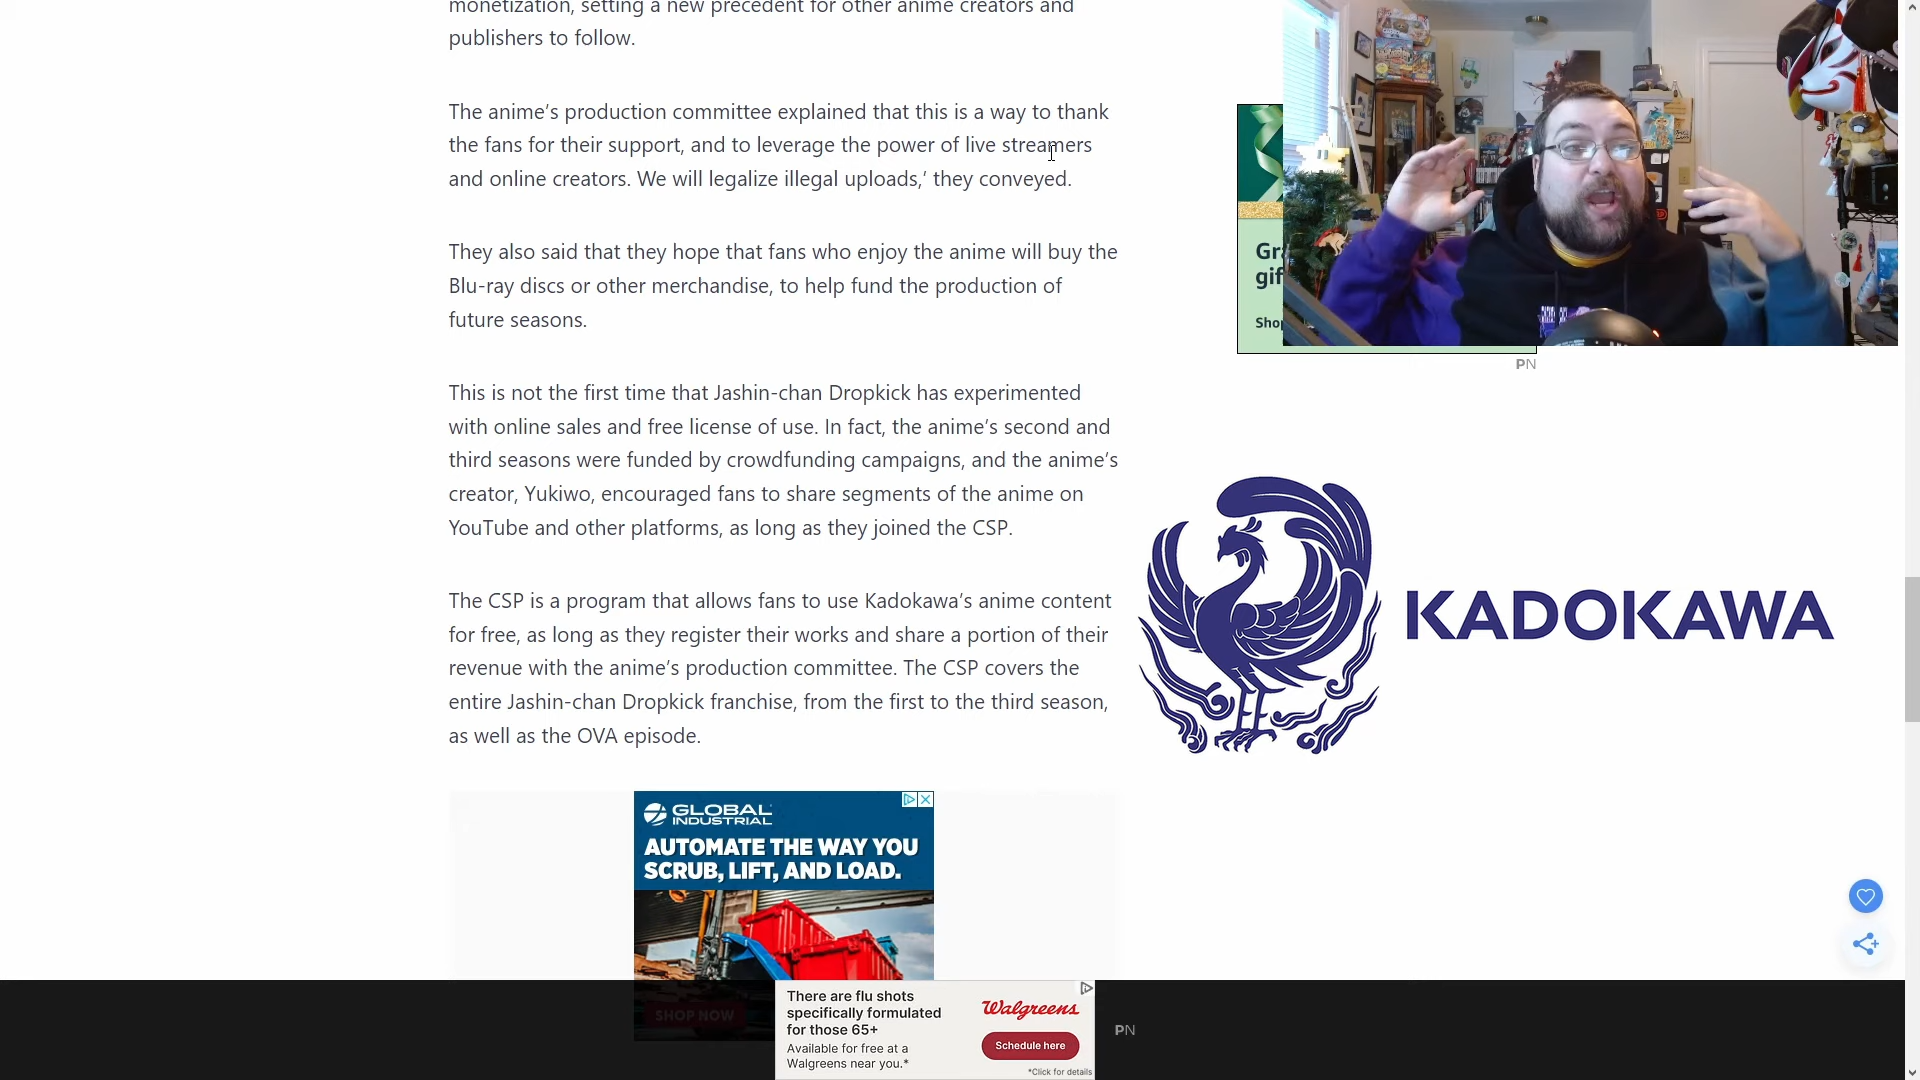 monetization, setting a new precedent for other anime creators and
publishers to follow.
The anime’s production committee explained that this is a way to thank
the fans for their support, and to leverage the power of live streamers
and online creators. We will legalize illegal uploads,’ they conveyed.
They also said that they hope that fans who enjoy the anime will buy the
Blu-ray discs or other merchandise, to help fund the production of
future seasons.
This is not the first time that Jashin-chan Dropkick has experimented
with online sales and free license of use. In fact, the anime’s second and
third seasons were funded by crowdfunding campaigns, and the anime’s
creator, Yukiwo, encouraged fans to share segments of the anime on
YouTube and other platforms, as long as they joined the CSP.
The CSP is a program that allows fans to use Kadokawa’s anime content
for free, as long as they register their works and share a portion of their
revenue with the anime’s production committee. The CSP covers the
entire Jashin-chan Dropkick franchise, from the first to the third season,
as well as the OVA episode.
PN
KADOKAWA
GLOBAL
INDUSTRIAL
AUTOMATE THE WAY YOU
SCRUB, LIFT, AND LOAD.
SHOP NOW
There are flu shots
specifically formulated
for those 65+
Available for free at a
Walgreens near you.*
Walgreens
Schedule here
*Click for details
PN